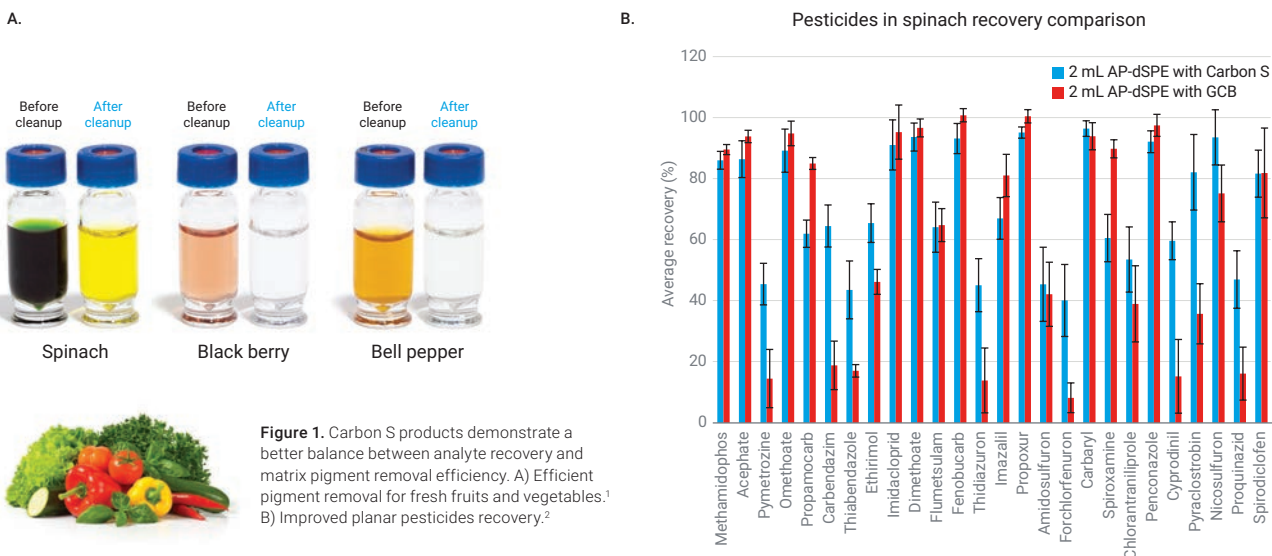 A.
Before
cleanup
After
cleanup
Before
cleanup
After
cleanup
Before
cleanup
After
cleanup
Spinach
Black berry
Bell pepper
Figure 1. Carbon S products demonstrate a
better balance between analyte recovery and
matrix pigment removal efficiency. A) Efficient
pigment removal for fresh fruits and vegetables.¹
B) Improved planar pesticides recovery.²
B.
Pesticides in spinach recovery comparison
2 mL AP-dSPE with Carbon S
2 mL AP-dSPE with GCB
Average recovery (%)
120
100
80
60
40
20
0
Methamidophos
Acephate
Pymetrozine
Omethoate
Propamocarb
Carbendazim
Thiabendazole
Ethirimol
Imidacloprid
Dimethoate
Flumetsulam
Fenobucarb
Thidiazuron
Imazalil
Propoxur
Amidosulfuron
Forchlorfenuron
Carbaryl
Spiroxamine
Chlorantraniliprole
Penconazole
Cyprodinil
Pyraclostrobin
Nicosulfuron
Proquinazid
Spirodiclofen